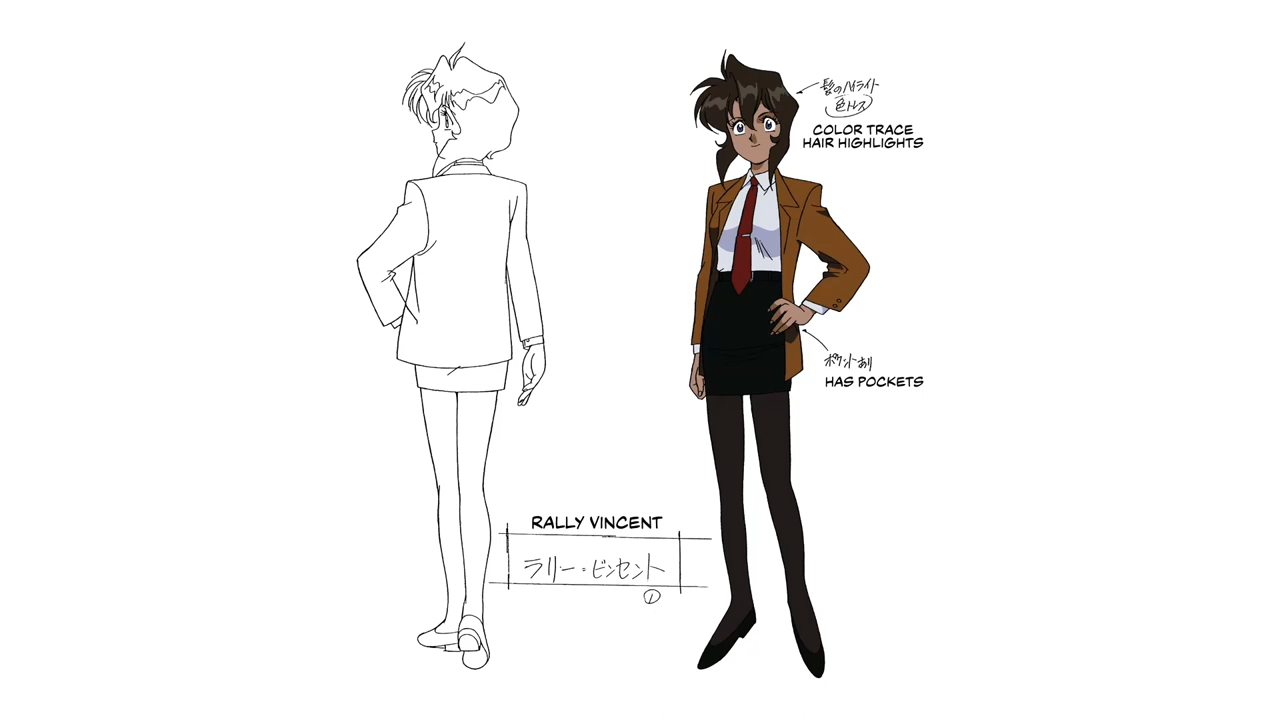 髪のハイライト
色トレス
COLOR TRACE
HAIR HIGHLIGHTS
ポケットあり
HAS POCKETS
RALLY VINCENT
ラリー=ビンセント
①